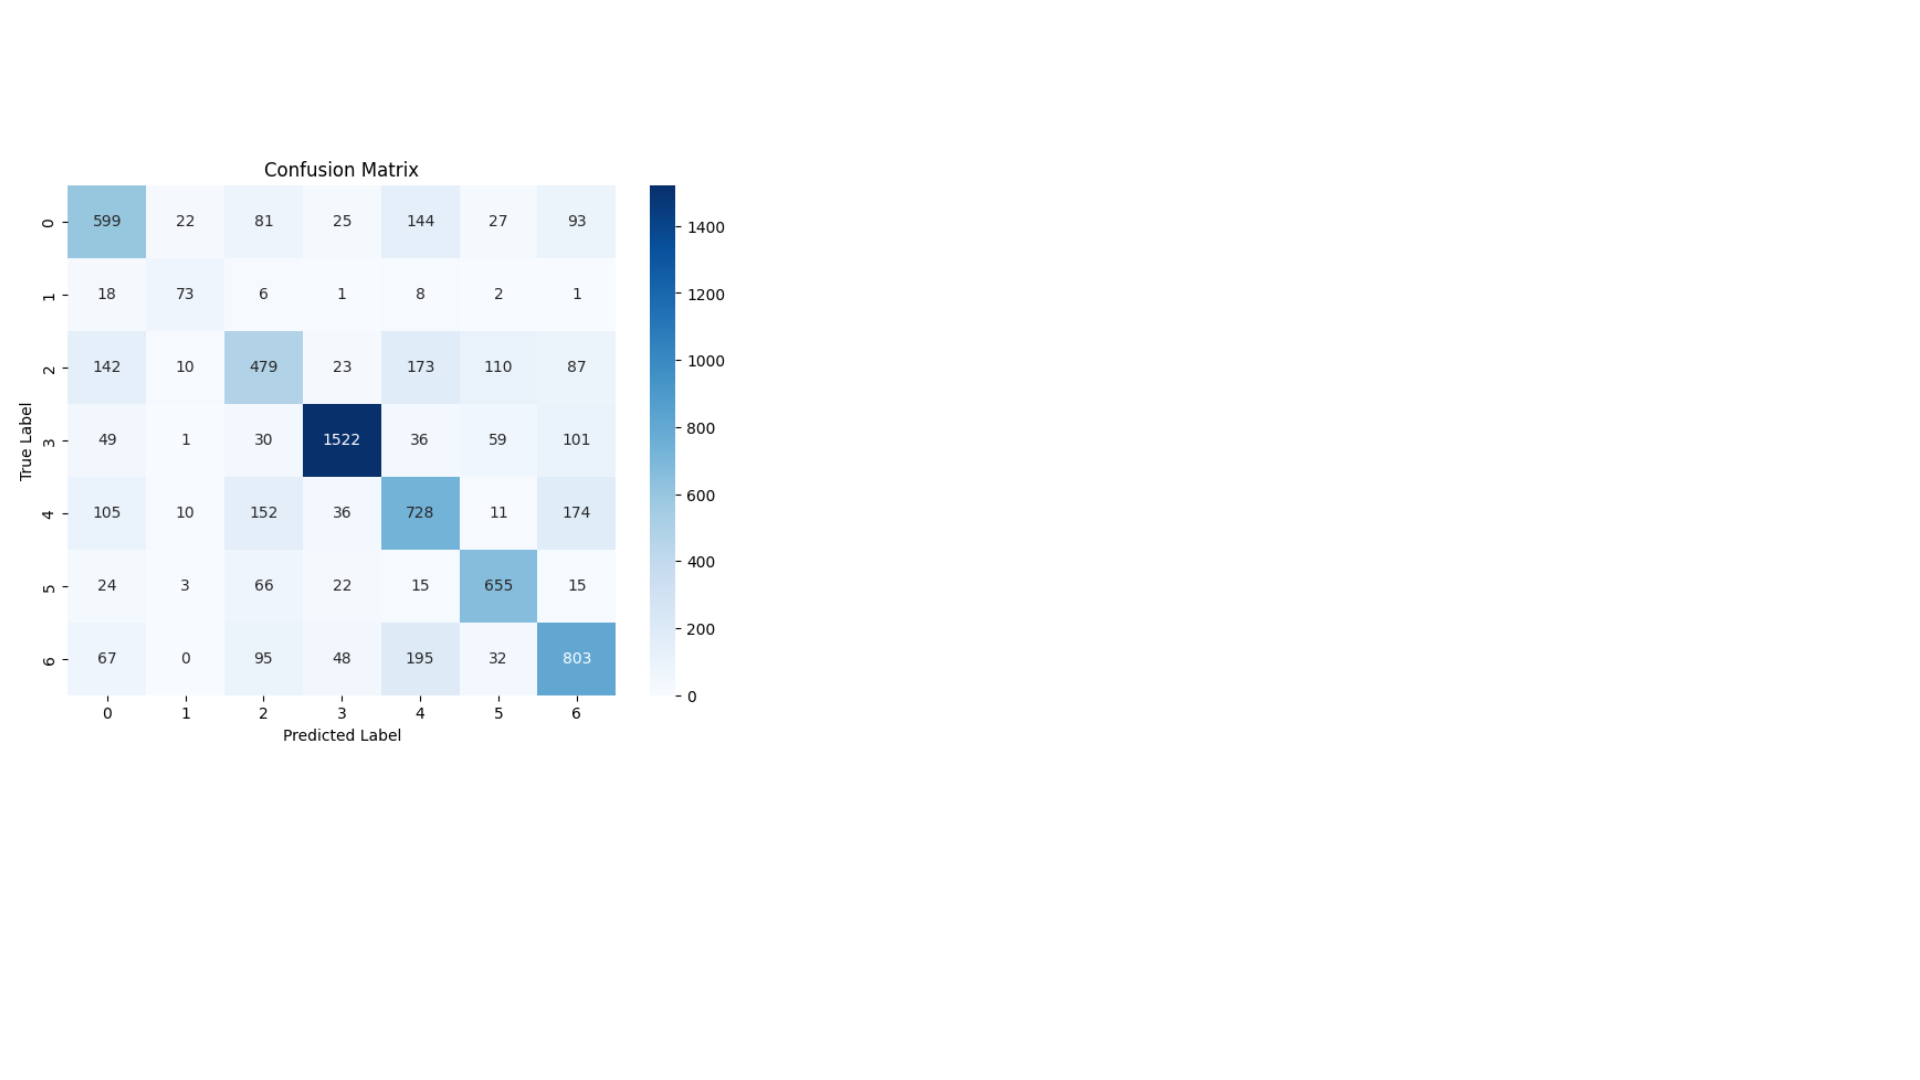 Confusion Matrix
0 599 22 81 25 144 27 93
1 18 73 6 1 8 2 1
2 142 10 479 23 173 110 87
3 49 1 30 1522 36 59 101
4 105 10 152 36 728 11 174
5 24 3 66 22 15 655 15
6 67 0 95 48 195 32 803
0 1 2 3 4 5 6
Predicted Label
True Label
1400
1200
1000
800
600
400
200
0